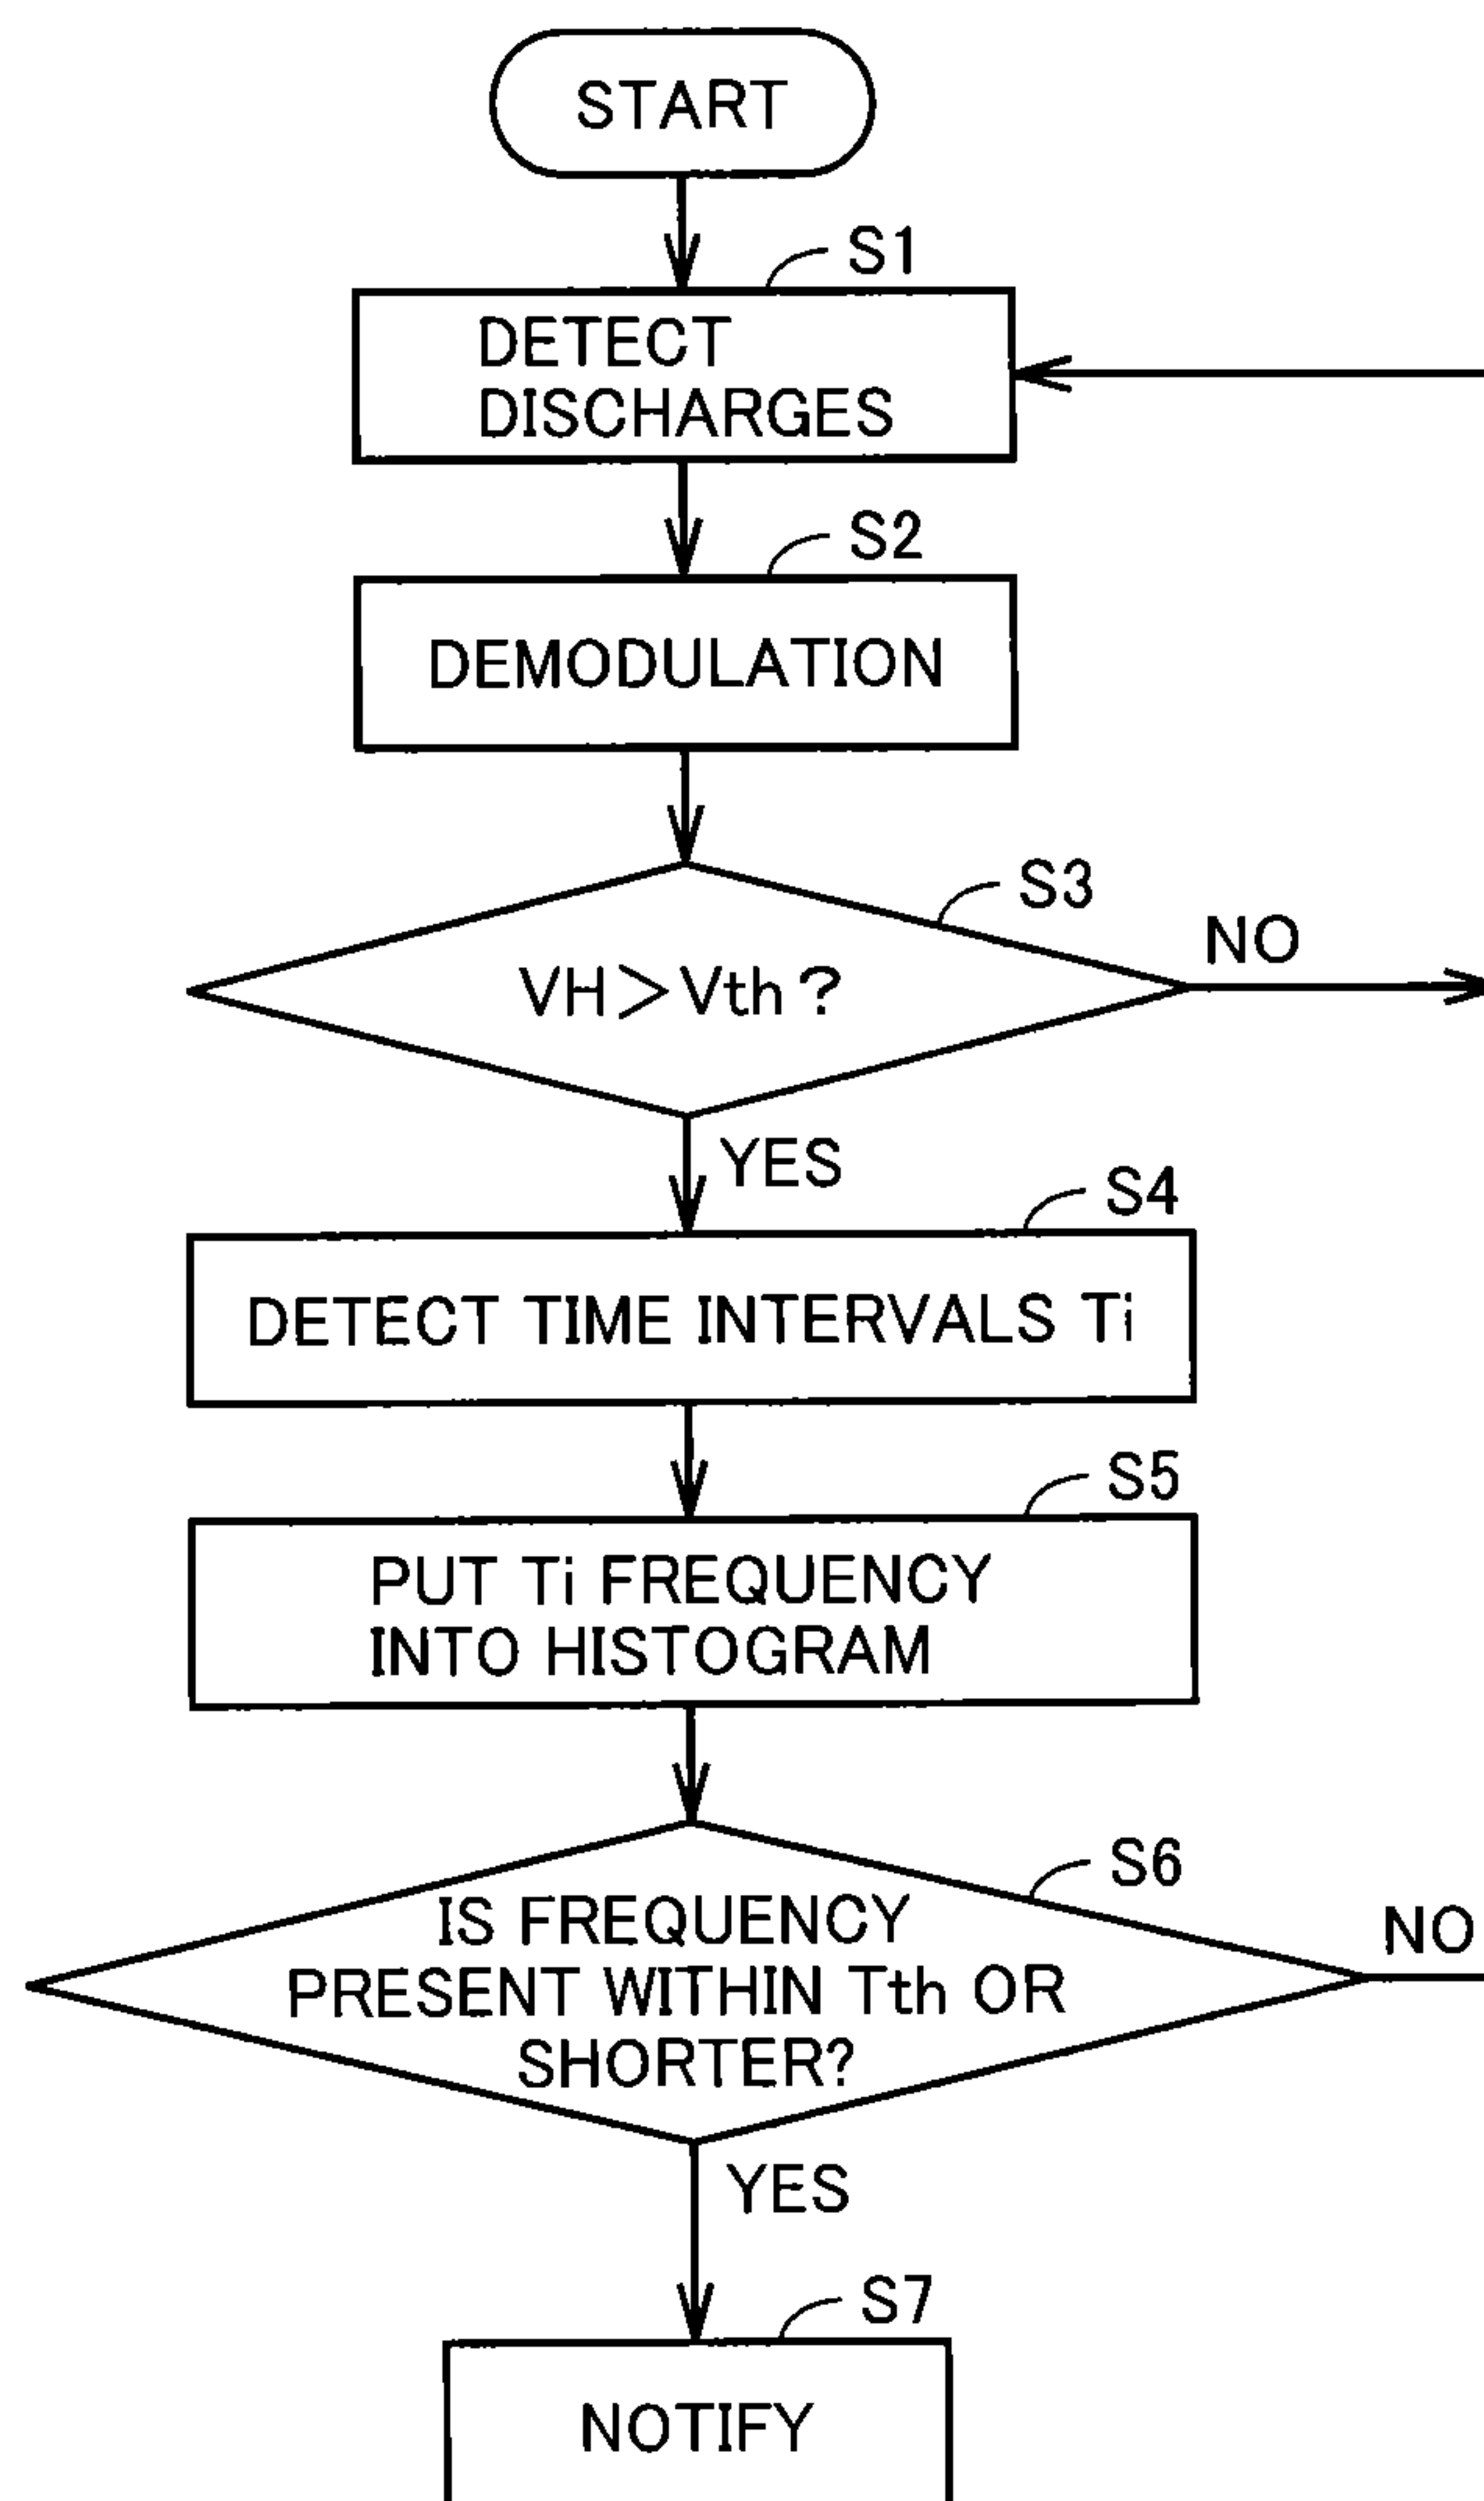 START
S1
DETECT
DISCHARGES
S2
DEMODULATION
S3
NO
VH>Vth?
YES
S4
DETECT TIME INTERVALS Ti
S5
PUT Ti FREQUENCY
INTO HISTOGRAM
S6
NO
IS FREQUENCY
PRESENT WITHIN Tth OR
SHORTER?
YES
S7
NOTIFY